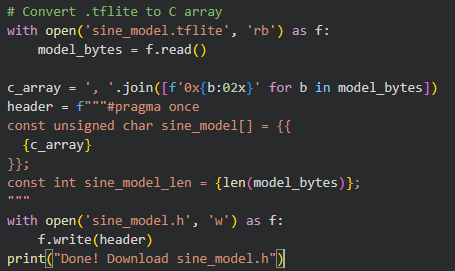 # Convert .tflite to C array
with open('sine_model.tflite', 'rb') as f:
    model_bytes = f.read()

c_array = ', '.join([f'0x{b:02x}' for b in model_bytes])
header = f"""#pragma once
const unsigned char sine_model[] = {{
  {c_array}
}};
const int sine_model_len = {len(model_bytes)};
"""
with open('sine_model.h', 'w') as f:
    f.write(header)
print("Done! Download sine_model.h")